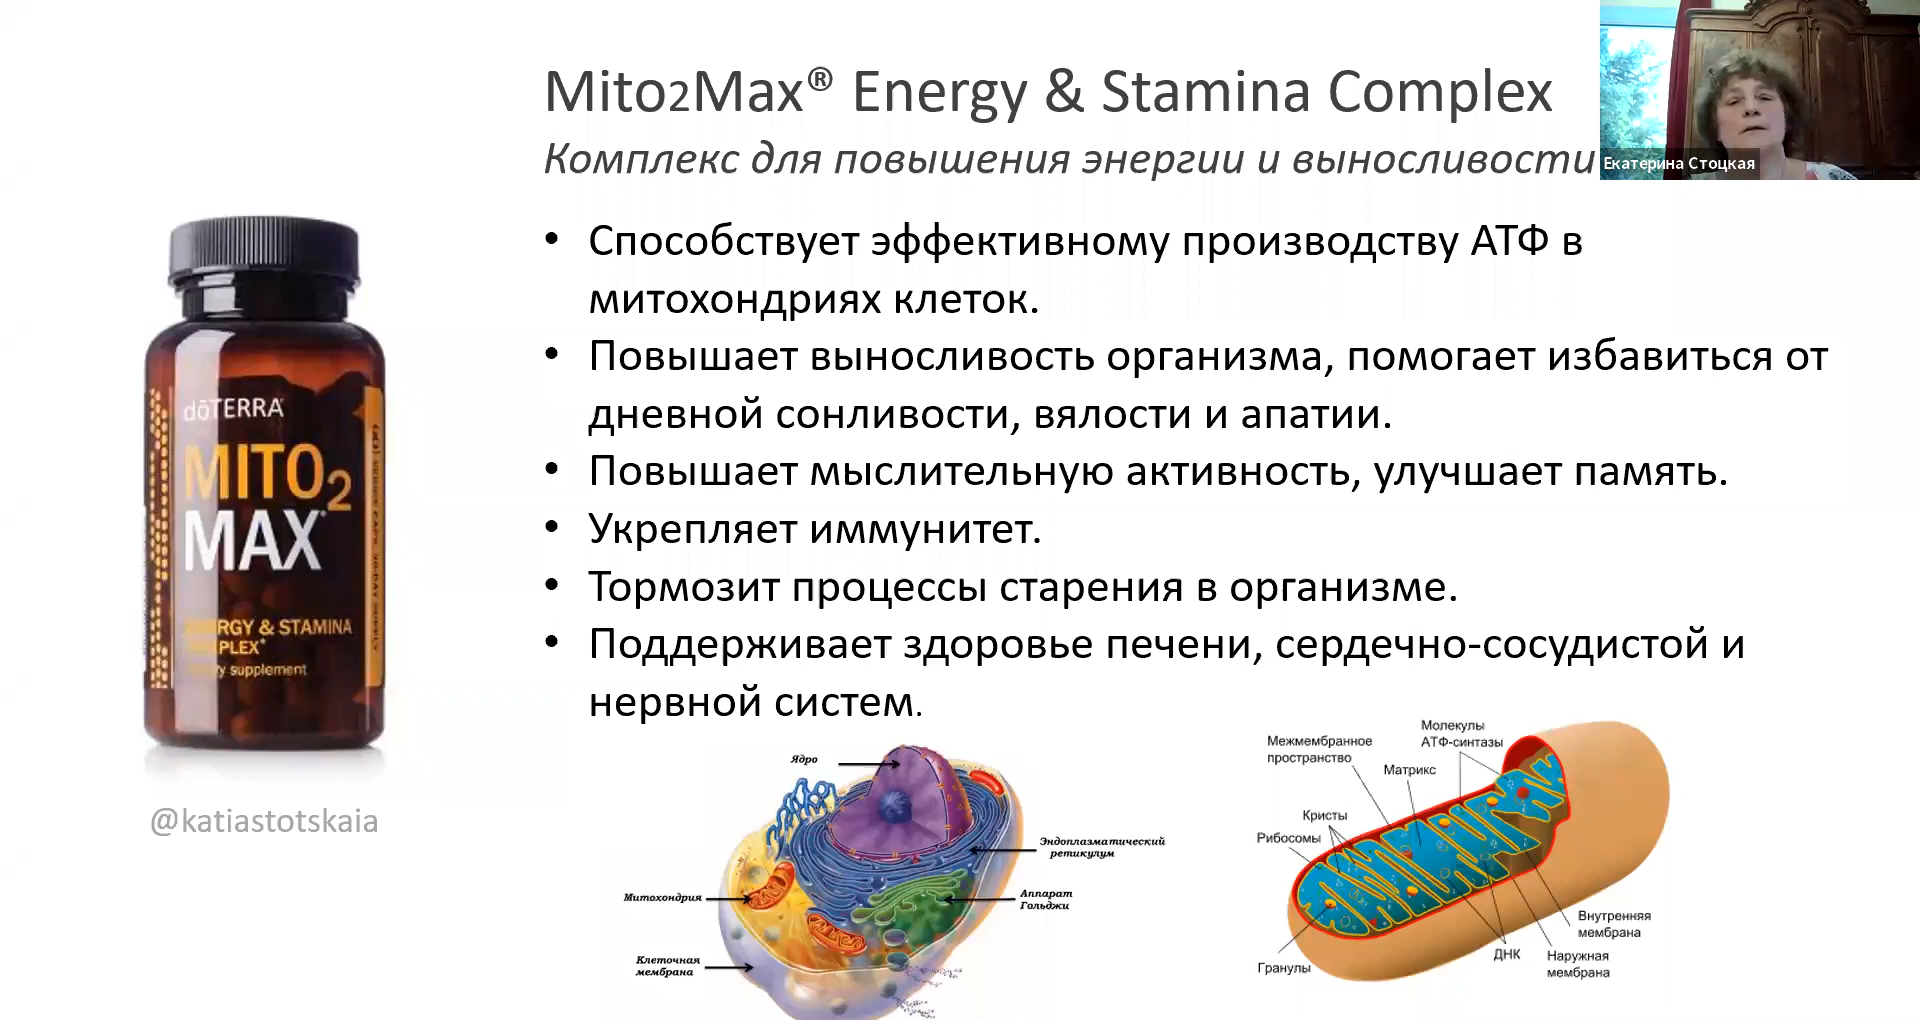 Mito2Max® Energy & Stamina Complex
Комплекс для повышения энергии и выносливости
Екатерина Стоцкая
• Способствует эффективному производству АТФ в
митохондриях клеток.
• Повышает выносливость организма, помогает избавиться от
дневной сонливости, вялости и апатии.
• Повышает мыслительную активность, улучшает память.
• Укрепляет иммунитет.
• Тормозит процессы старения в организме.
• Поддерживает здоровье печени, сердечно-сосудистой и
нервной систем.
dōTERRA
MITO2
MAX
RGY & STAMINA
PLEX
supplement
@katiastotskaia
Ядро
Эндоплазматический
ретикулум
Митохондрия
Аппарат
Гольджи
Клеточная
мембрана
Молекулы
АТФ-синтазы
Межмембранное
пространство
Матрикс
Кристы
Рибосомы
Внутренняя
мембрана
ДНК
Наружная
мембрана
Гранулы